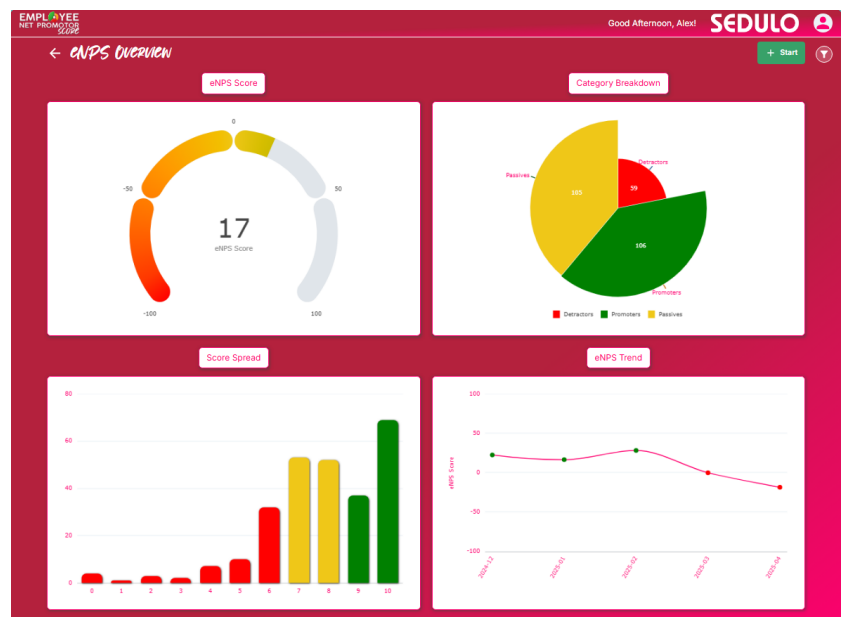 EMPLOYEE
NET PROMOTOR
SCORE
Good Afternoon, Alex!
SEDULO
eNPS Overview
+ Start
eNPS Score
Category Breakdown
0
-50
50
17
eNPS Score
-100
100
Detractors
Passives
105
59
106
Promoters
Detractors
Promoters
Passives
Score Spread
eNPS Trend
80
60
40
20
0
0
1
2
3
4
5
6
7
8
9
10
100
50
0
-50
-100
eNPS Score
2024-12
2025-01
2025-02
2025-03
2025-04